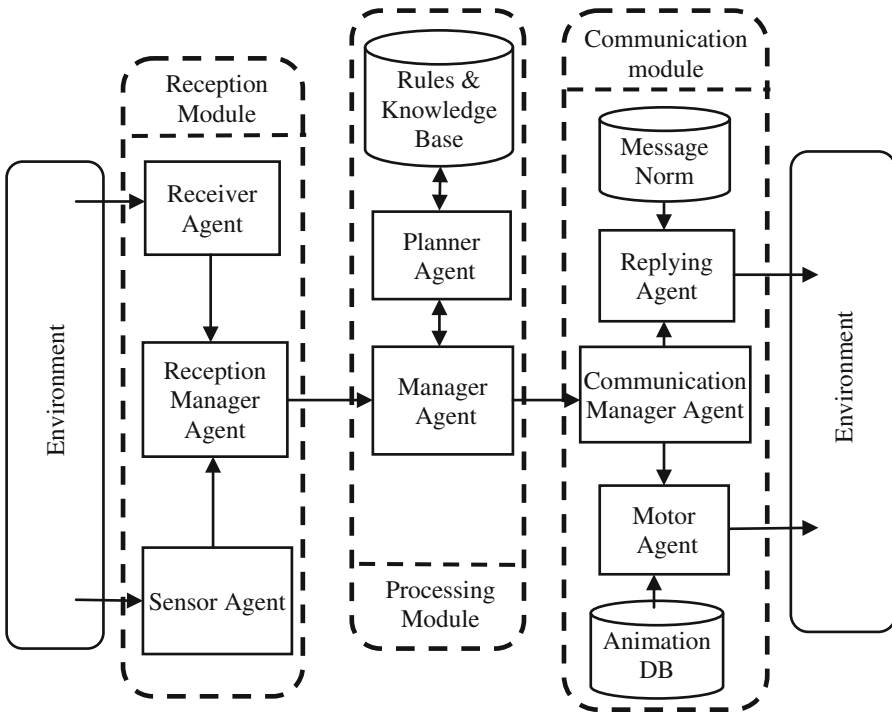 Environment
Reception
Module
Receiver
Agent
Reception
Manager
Agent
Sensor Agent
Rules &
Knowledge
Base
Planner
Agent
Manager
Agent
Processing
Module
Communication
module
Message
Norm
Replying
Agent
Communication
Manager Agent
Motor
Agent
Animation
DB
Environment